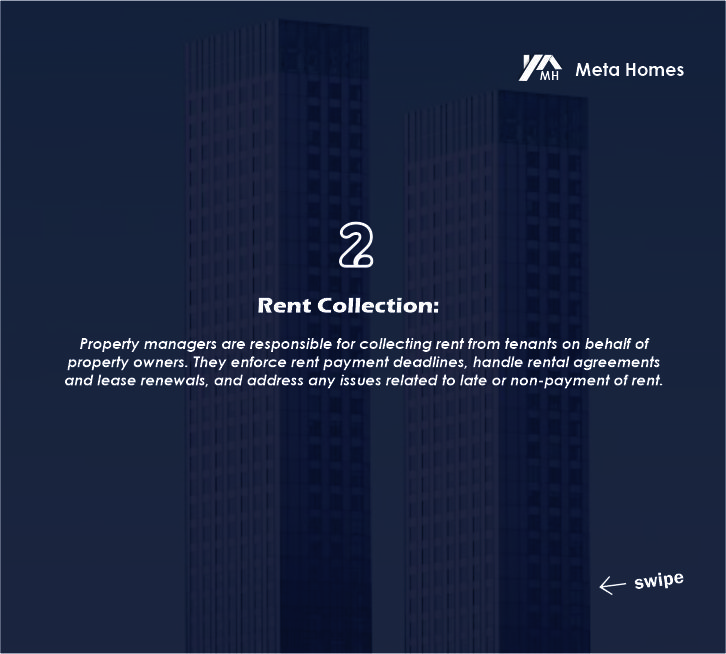 MH
Meta Homes
2
Rent Collection:
Property managers are responsible for collecting rent from tenants on behalf of
property owners. They enforce rent payment deadlines, handle rental agreements
and lease renewals, and address any issues related to late or non-payment of rent.
swipe